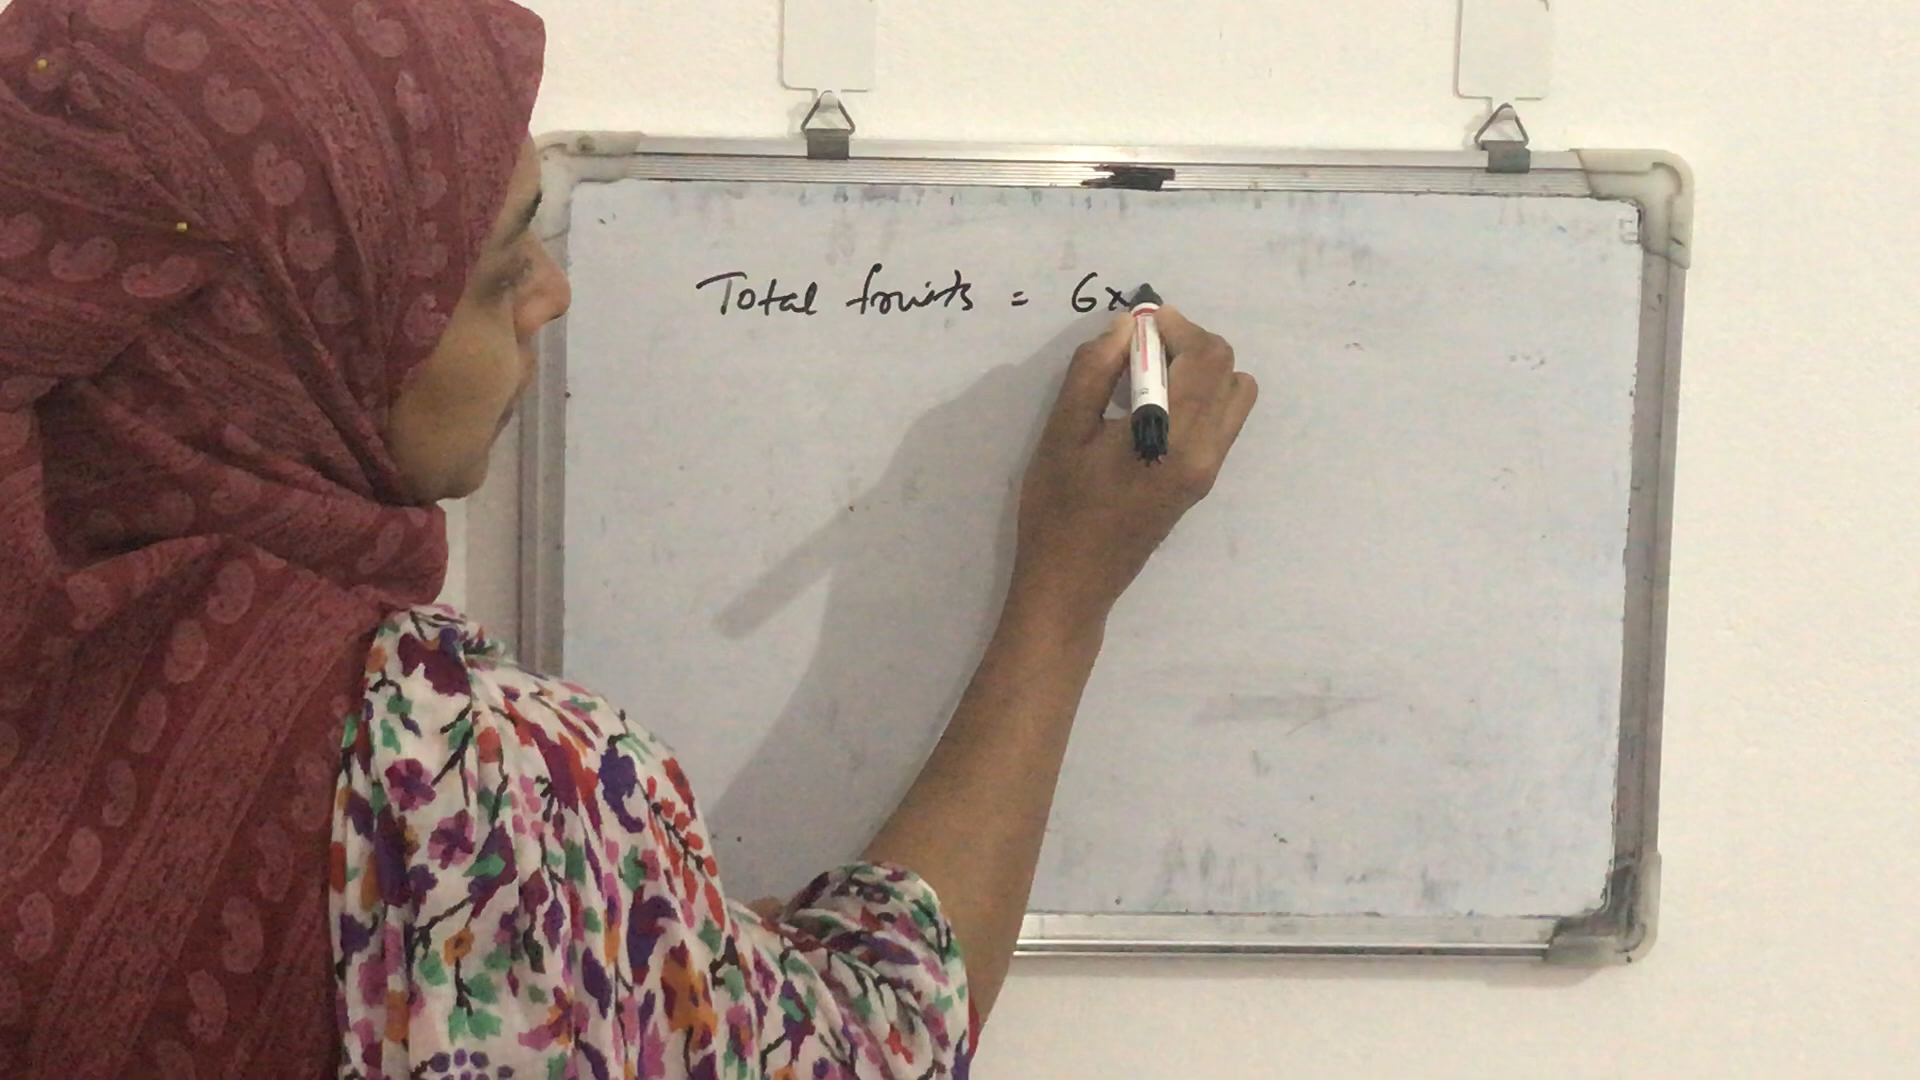 Total fruits = 6x